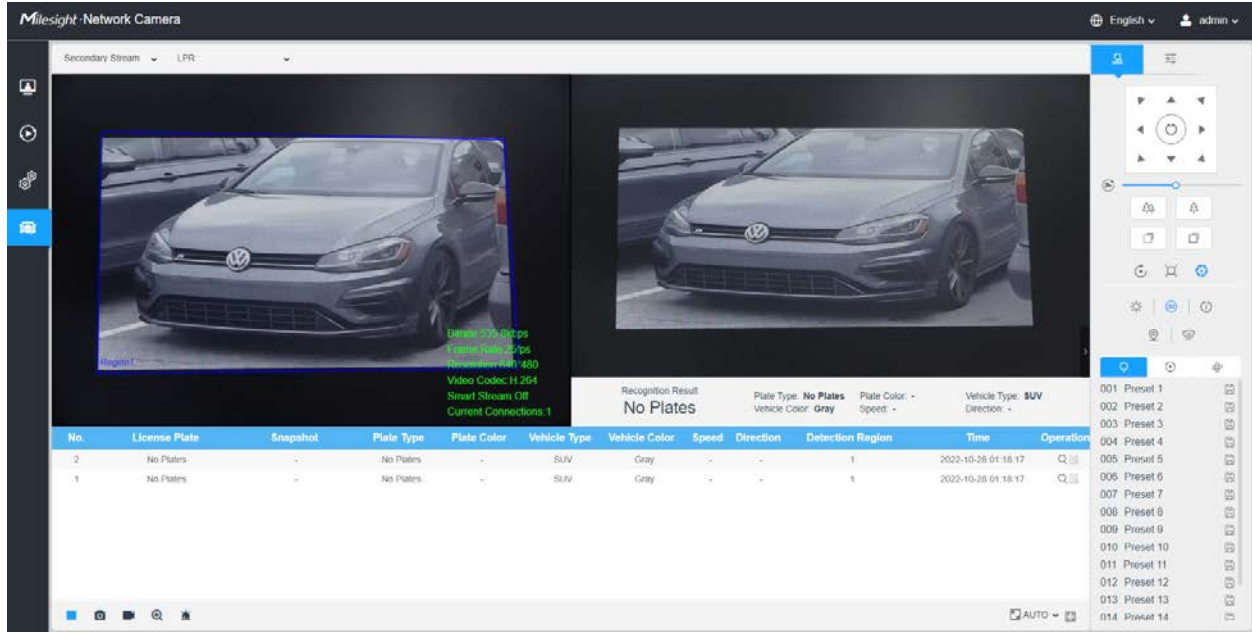 Milesight Network Camera
English
admin
Secondary Stream
LPR
Region1
Bitrate 535.8kbps
Frame Rate 25fps
Resolution 640*480
Video Codec: H.264
Smart Stream Off
Current Connections:1
Recognition Result
No Plates
Plate Type: No Plates Plate Color: - Vehicle Type: SUV
Vehicle Color: Gray Speed: - Direction: -
No. License Plate Snapshot Plate Type Plate Color Vehicle Type Vehicle Color Speed Direction Detection Region Time Operation
2 No Plates - No Plates - SUV Gray - - 1 2022-10-28 01:18:17
1 No Plates - No Plates - SUV Gray - - 1 2022-10-28 01:18:17
AUTO
001 Preset 1
002 Preset 2
003 Preset 3
004 Preset 4
005 Preset 5
006 Preset 6
007 Preset 7
008 Preset 8
009 Preset 9
010 Preset 10
011 Preset 11
012 Preset 12
013 Preset 13
014 Preset 14